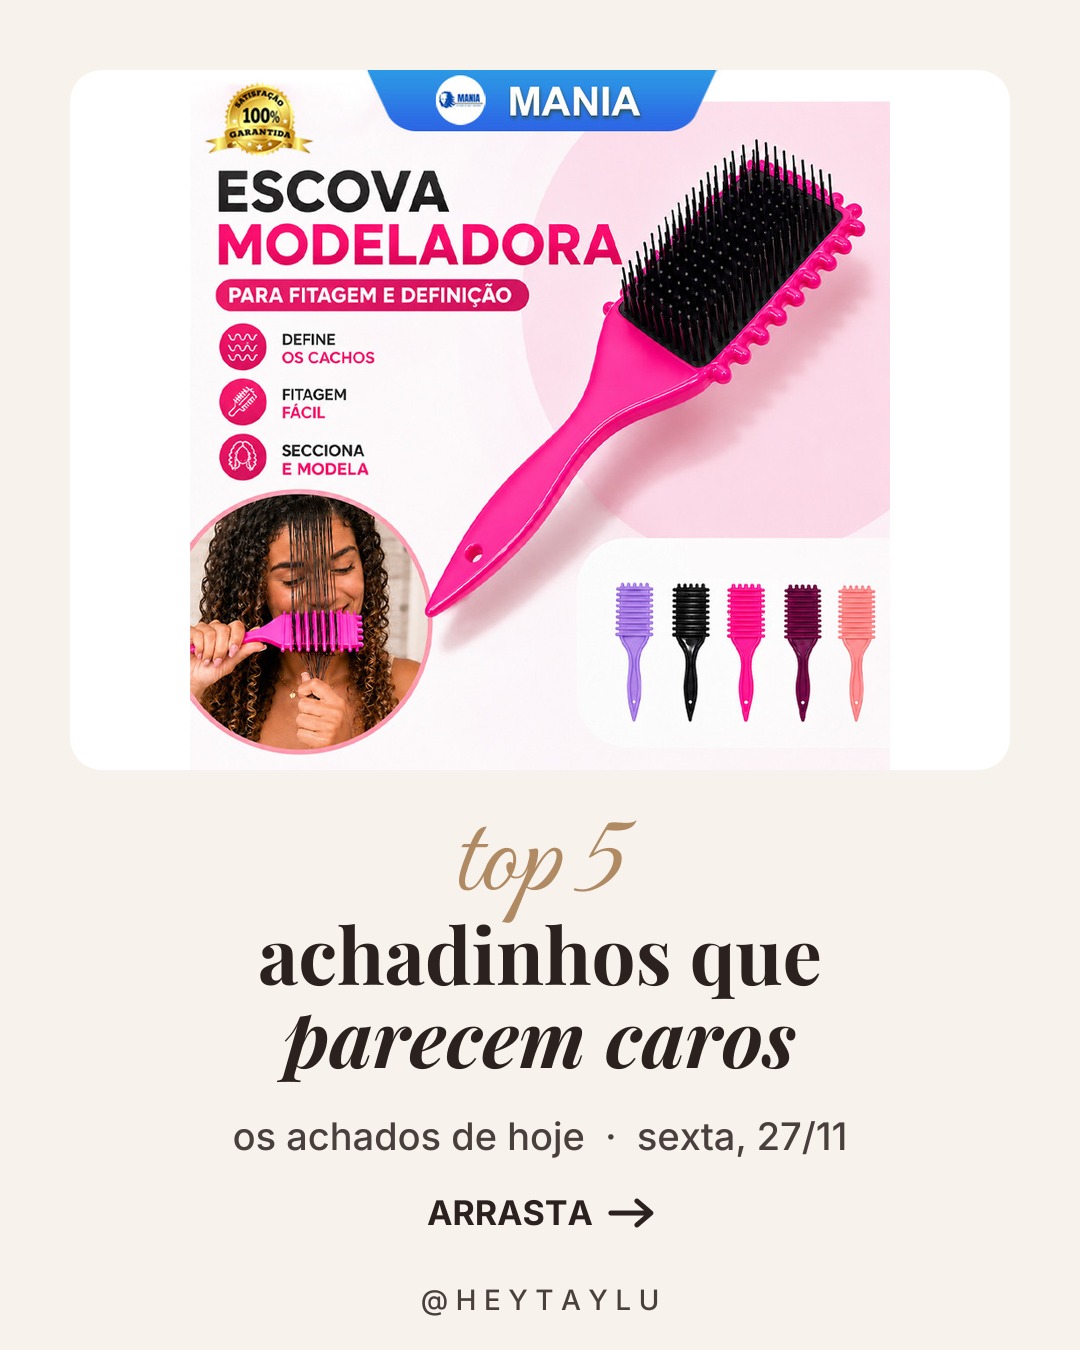 SATISFAÇÃO
100%
GARANTIDA
MANIA
MANIA
ESCOVA
MODELADORA
PARA FITAGEM E DEFINIÇÃO
DEFINE
OS CACHOS
FITAGEM
FÁCIL
SECCIONA
E MODELA
top 5
achadinhos que
parecem caros
os achados de hoje · sexta, 27/11
ARRASTA →
@HEYTAYLU